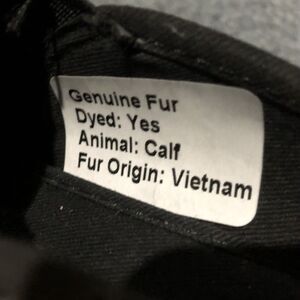 Genuine Fur
Dyed: Yes
Animal: Calf
Fur Origin: Vietnam